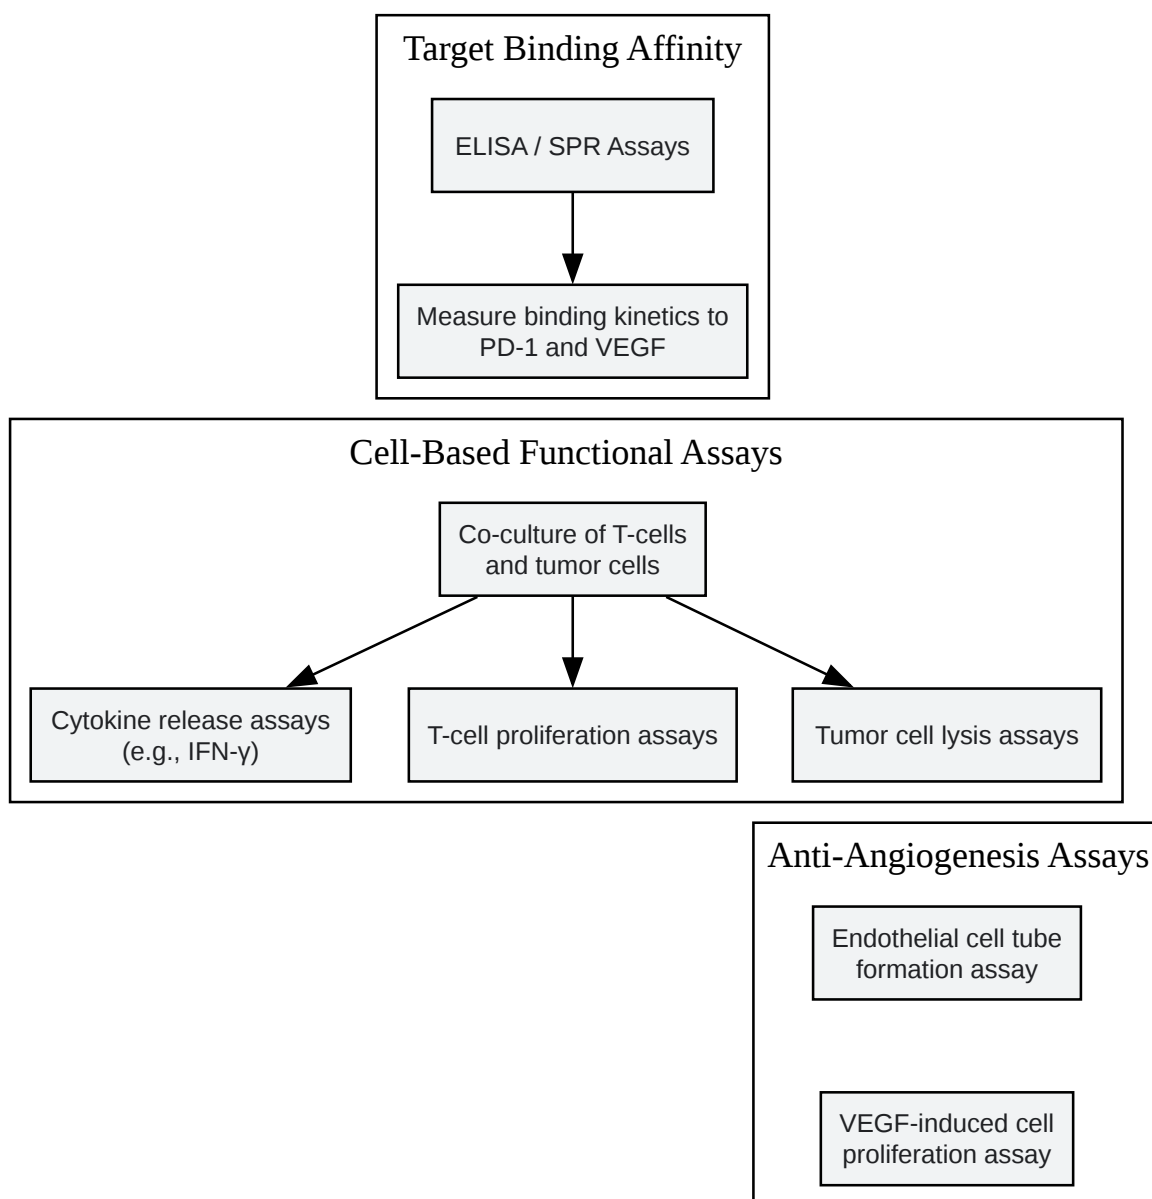 Target Binding Affinity
ELISA / SPR Assays
Measure binding kinetics to
PD-1 and VEGF
Cell-Based Functional Assays
Co-culture of T-cells
and tumor cells
Cytokine release assays
(e.g., IFN-γ)
T-cell proliferation assays
Tumor cell lysis assays
Anti-Angiogenesis Assays
Endothelial cell tube
formation assay
VEGF-induced cell
proliferation assay